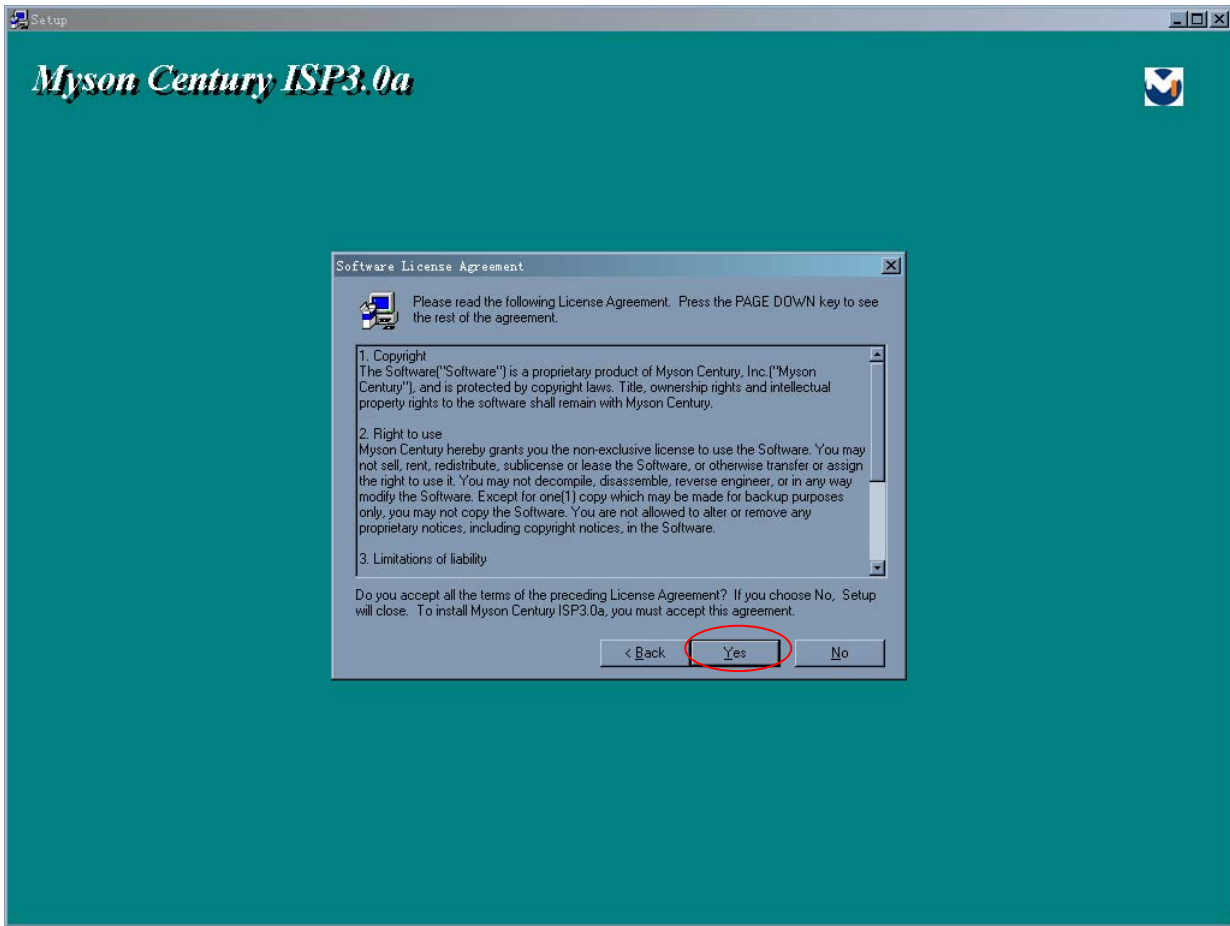 Setup
Myson Century ISP3.0a
Software License Agreement
Please read the following License Agreement. Press the PAGE DOWN key to see
the rest of the agreement.
1. Copyright
The Software("Software") is a proprietary product of Myson Century, Inc.("Myson
Century"), and is protected by copyright laws. Title, ownership rights and intellectual
property rights to the software shall remain with Myson Century.
2. Right to use
Myson Century hereby grants you the non-exclusive license to use the Software. You may
not sell, rent, redistribute, sublicense or lease the Software, or otherwise transfer or assign
the right to use it. You may not decompile, disassemble, reverse engineer, or in any way
modify the Software. Except for one(1) copy which may be made for backup purposes
only, you may not copy the Software. You are not allowed to alter or remove any
proprietary notices, including copyright notices, in the Software.
3. Limitations of liability
Do you accept all the terms of the preceding License Agreement? If you choose No, Setup
will close. To install Myson Century ISP3.0a, you must accept this agreement.
< Back Yes No